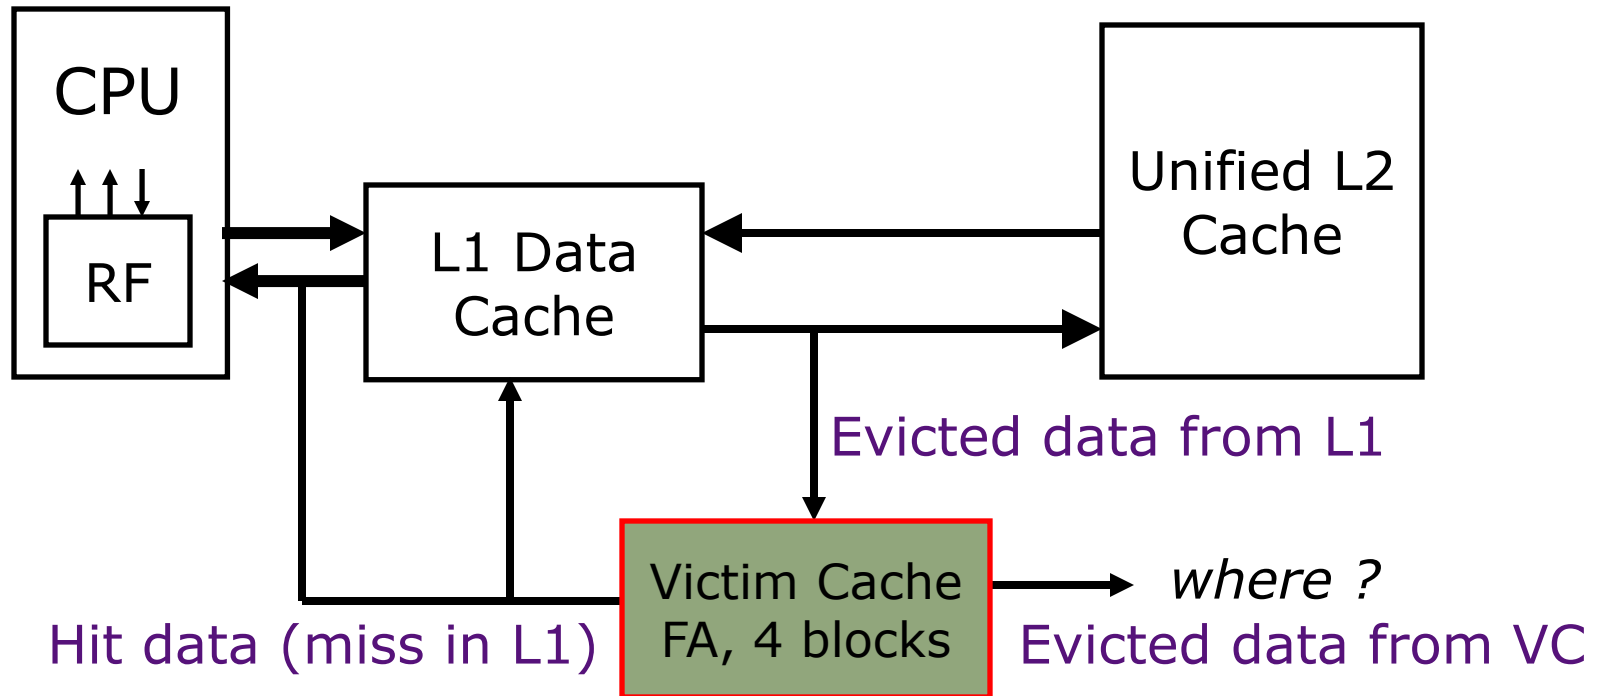 CPU
RF
L1 Data
Cache
Unified L2
Cache
Evicted data from L1
Victim Cache
FA, 4 blocks
where ?
Hit data (miss in L1)
Evicted data from VC